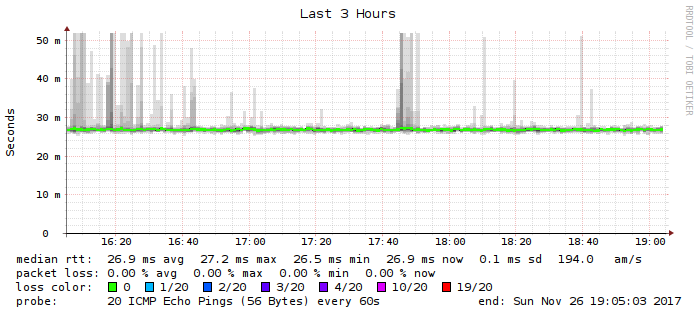 Last 3 Hours
RRDTOOL / TOBI OETIKER
Seconds
50 m
40 m
30 m
20 m
10 m
0
16:20 16:40 17:00 17:20 17:40 18:00 18:20 18:40 19:00
median rtt: 26.9 ms avg 27.2 ms max 26.5 ms min 26.9 ms now 0.1 ms sd 194.0 am/s
packet loss: 0.00 % avg 0.00 % max 0.00 % min 0.00 % now
loss color: 0 1/20 2/20 3/20 4/20 10/20 19/20
probe: 20 ICMP Echo Pings (56 Bytes) every 60s end: Sun Nov 26 19:05:03 2017